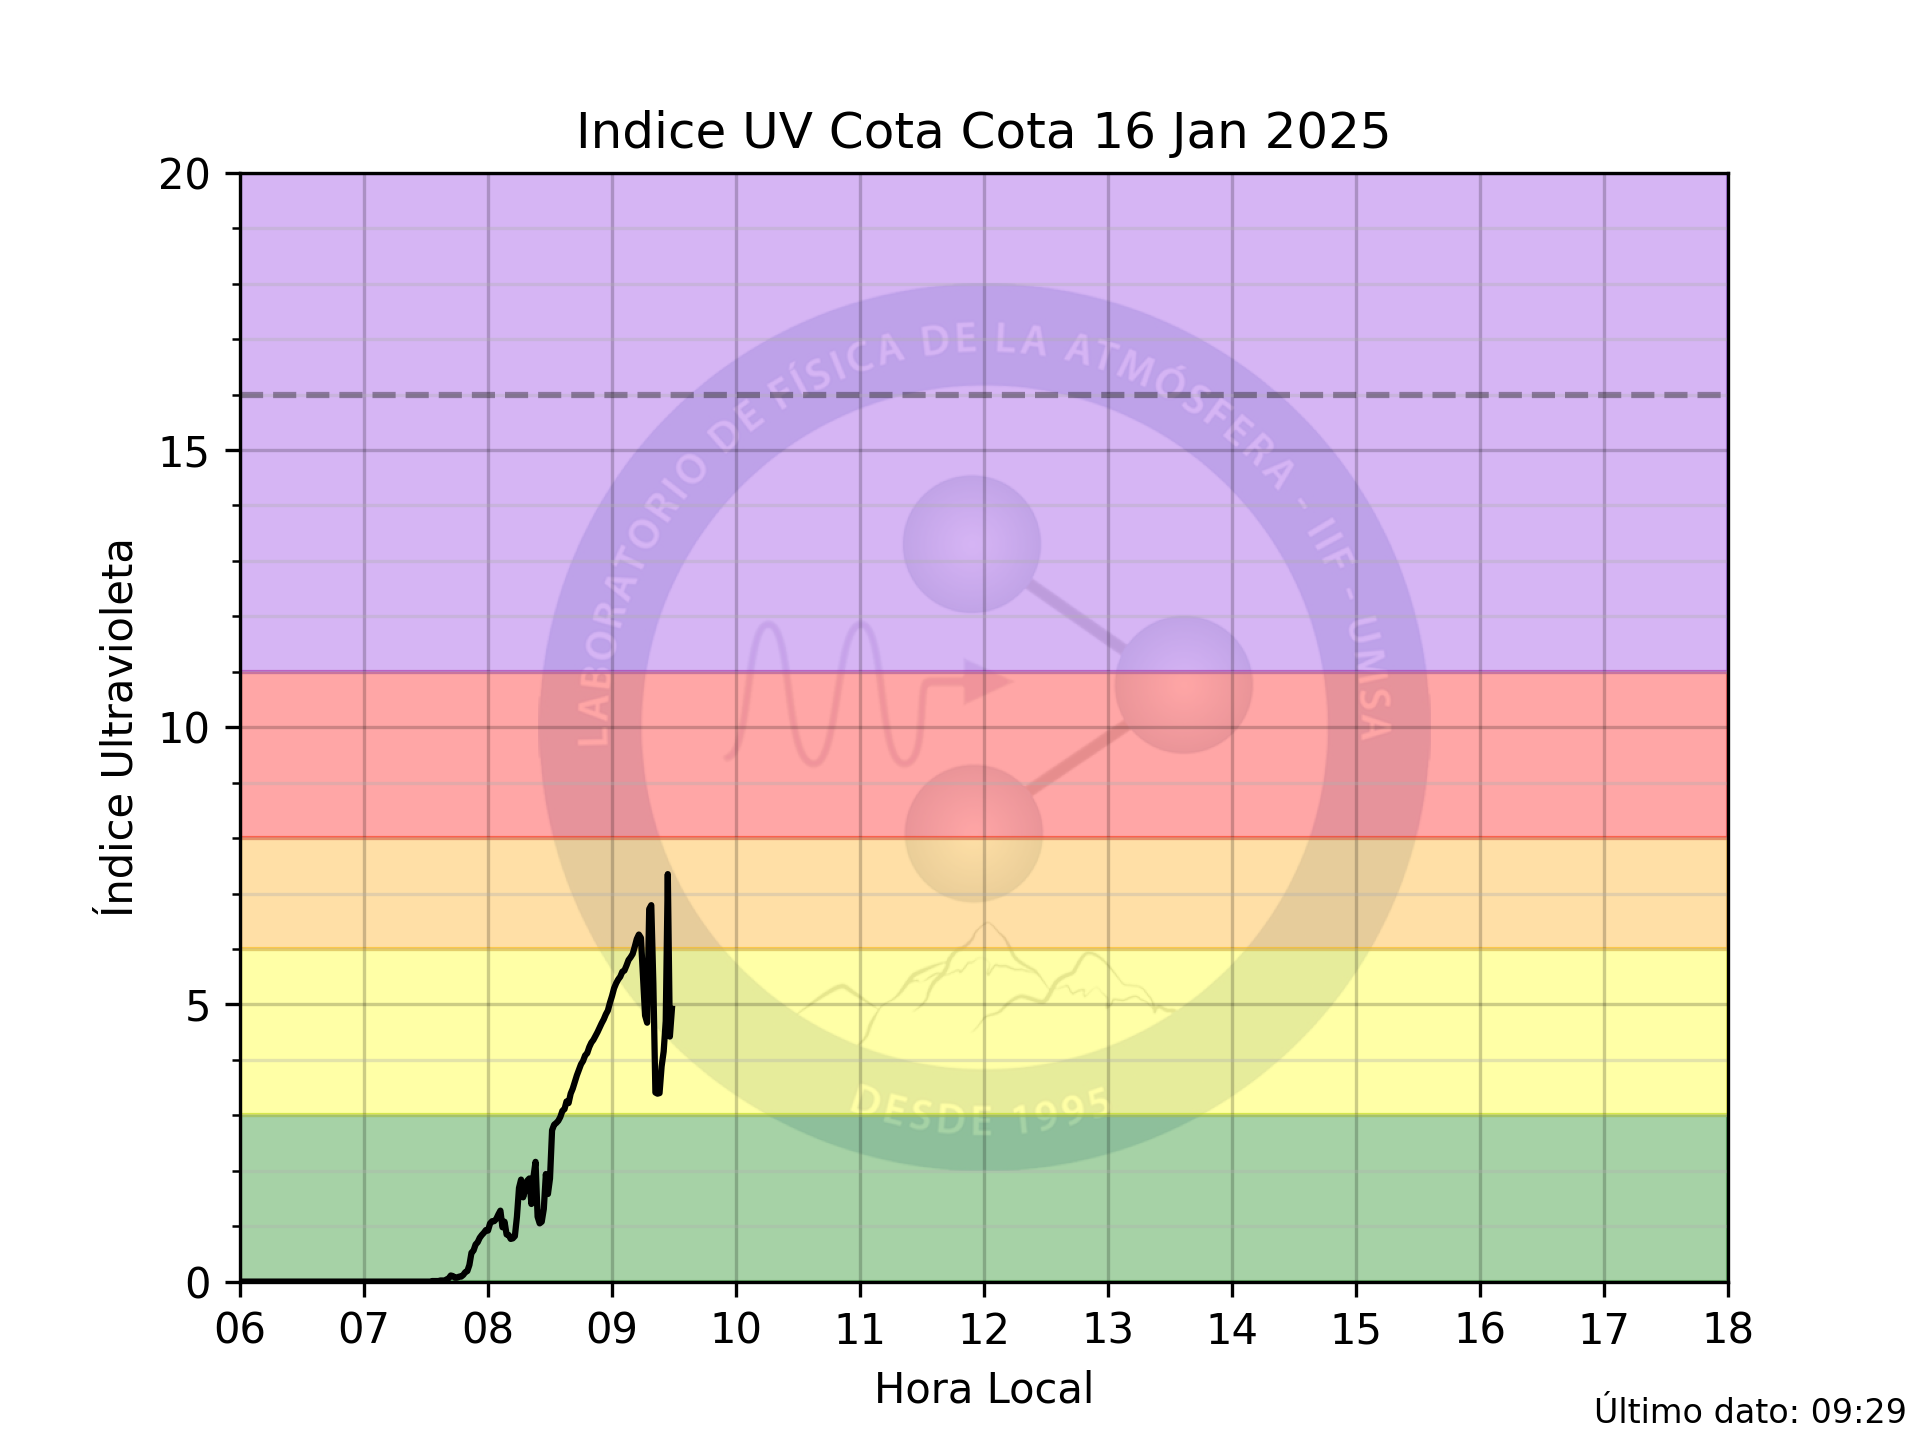 Indice UV Cota Cota 16 Jan 2025
20
15
10
5
0
Índice Ultravioleta
LABORATORIO DE FÍSICA DE LA ATMÓSFERA - IIF - UMSA
DESDE 1995
06 07 08 09 10 11 12 13 14 15 16 17 18
Hora Local
Último dato: 09:29